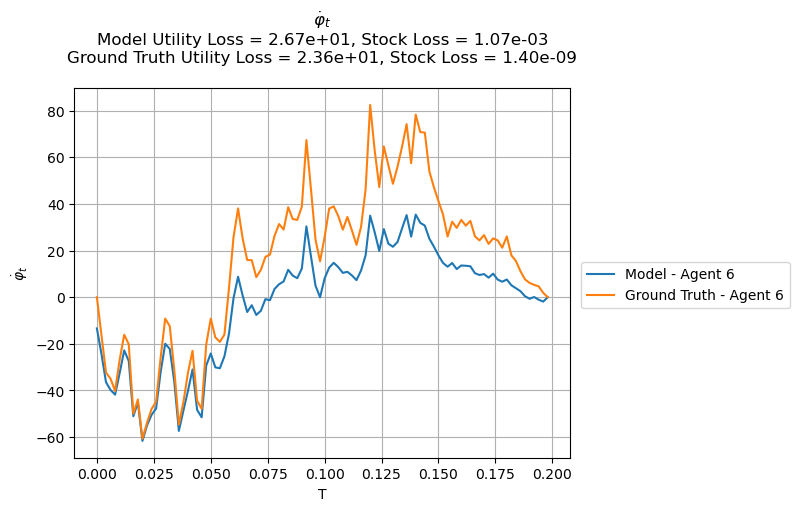 φ̇_t
Model Utility Loss = 2.67e+01, Stock Loss = 1.07e-03
Ground Truth Utility Loss = 2.36e+01, Stock Loss = 1.40e-09
80
60
40
20
0
−20
−40
−60
φ̇_t
0.000 0.025 0.050 0.075 0.100 0.125 0.150 0.175 0.200
T
Model - Agent 6
Ground Truth - Agent 6